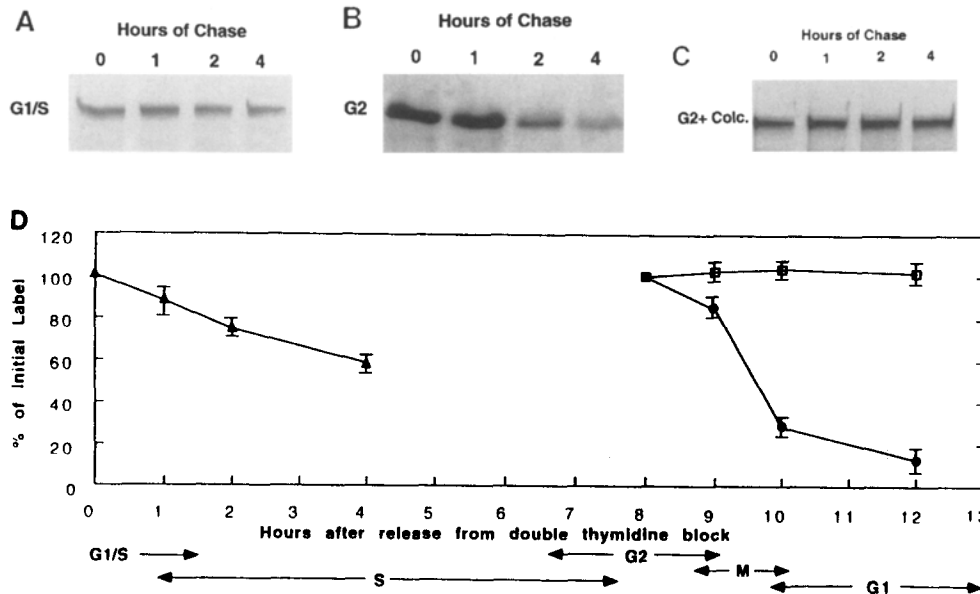 A
Hours of Chase
0 1 2 4
G1/S
B
Hours of Chase
0 1 2 4
G2
C
Hours of Chase
0 1 2 4
G2+ Colc.
D
% of Initial Label
120
100
80
60
40
20
0
0 1 2 3 4 5 6 7 8 9 10 11 12 13
Hours after release from double thymidine block
G1/S
S
G2
M
G1